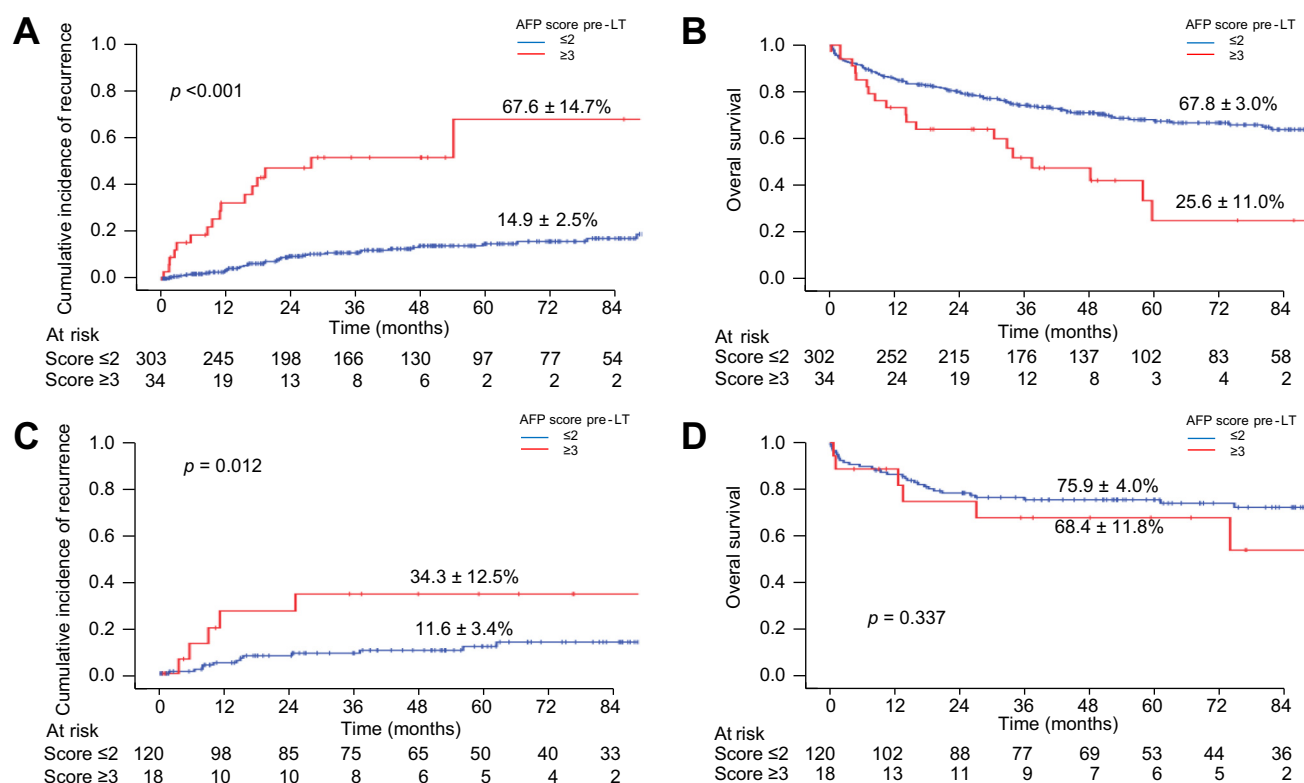 A
AFP score pre-LT
≤2
≥3
Cumulative incidence of recurrence
1.0
0.8
0.6
0.4
0.2
0.0
p <0.001
67.6 ± 14.7%
14.9 ± 2.5%
0 12 24 36 48 60 72 84
Time (months)
At risk
Score ≤2 303 245 198 166 130 97 77 54
Score ≥3 34 19 13 8 6 2 2 2
B
AFP score pre-LT
≤2
≥3
Overal survival
1.0
0.8
0.6
0.4
0.2
0.0
67.8 ± 3.0%
25.6 ± 11.0%
0 12 24 36 48 60 72 84
Time (months)
At risk
Score ≤2 302 252 215 176 137 102 83 58
Score ≥3 34 24 19 12 8 3 4 2
C
AFP score pre-LT
≤2
≥3
Cumulative incidence of recurrence
1.0
0.8
0.6
0.4
0.2
0.0
p = 0.012
34.3 ± 12.5%
11.6 ± 3.4%
0 12 24 36 48 60 72 84
Time (months)
At risk
Score ≤2 120 98 85 75 65 50 40 33
Score ≥3 18 10 10 8 6 5 4 2
D
AFP score pre-LT
≤2
≥3
Overal survival
1.0
0.8
0.6
0.4
0.2
0.0
75.9 ± 4.0%
68.4 ± 11.8%
p = 0.337
0 12 24 36 48 60 72 84
Time (months)
At risk
Score ≤2 120 102 88 77 69 53 44 36
Score ≥3 18 13 11 9 7 6 5 2